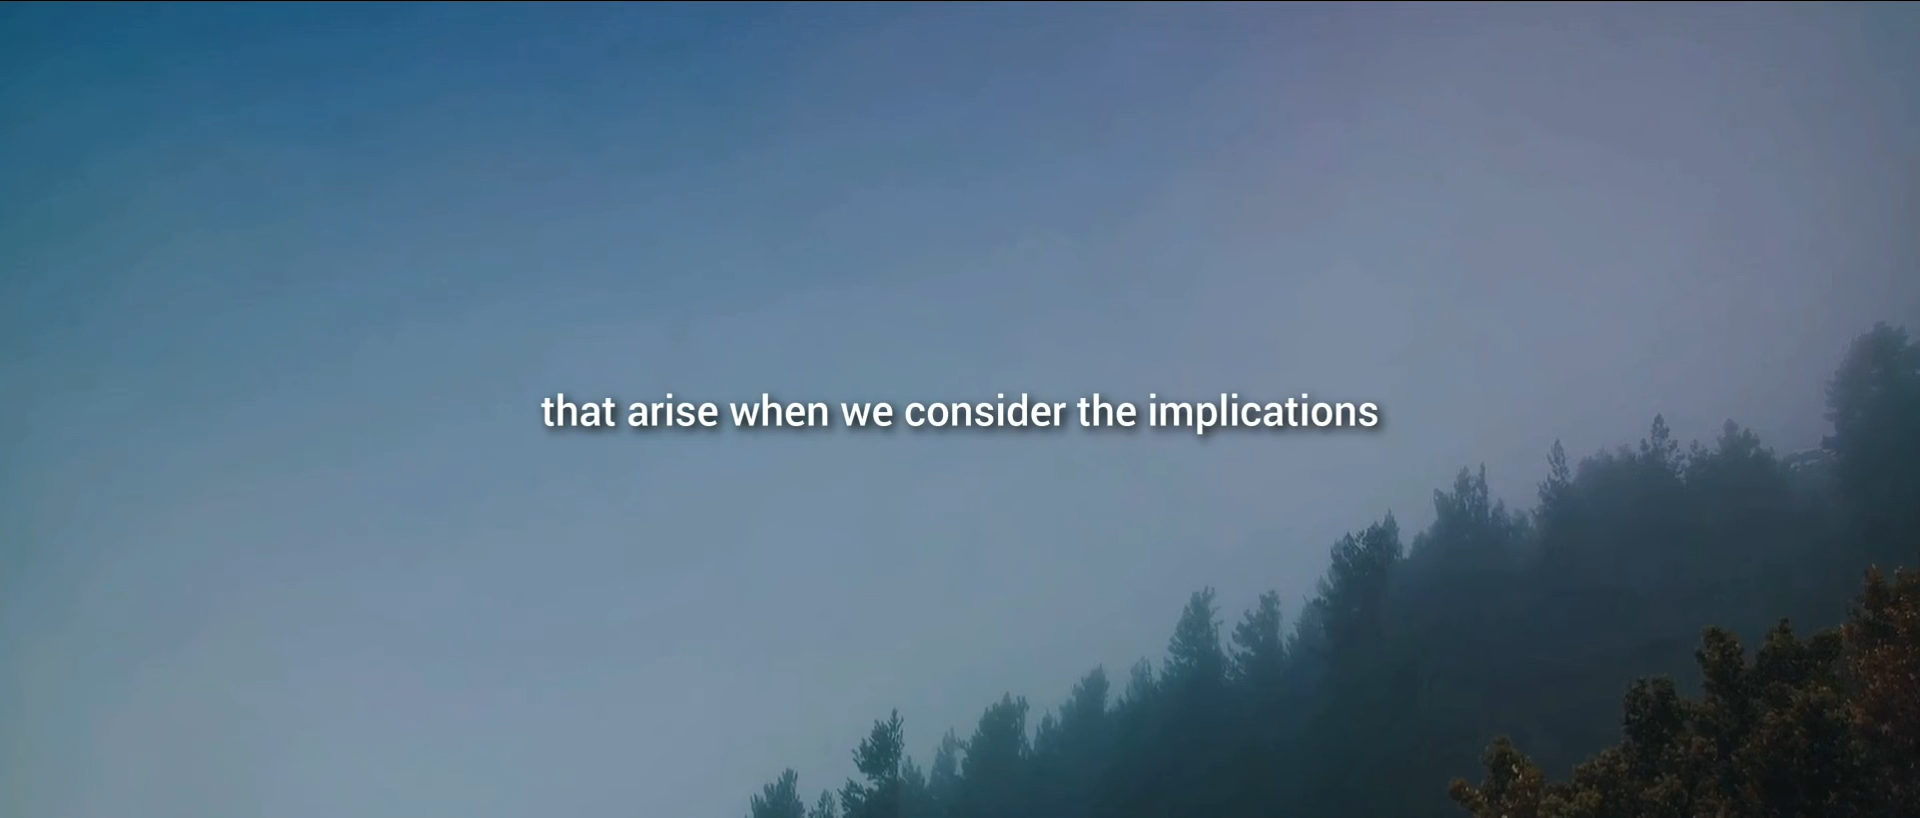 that arise when we consider the implications